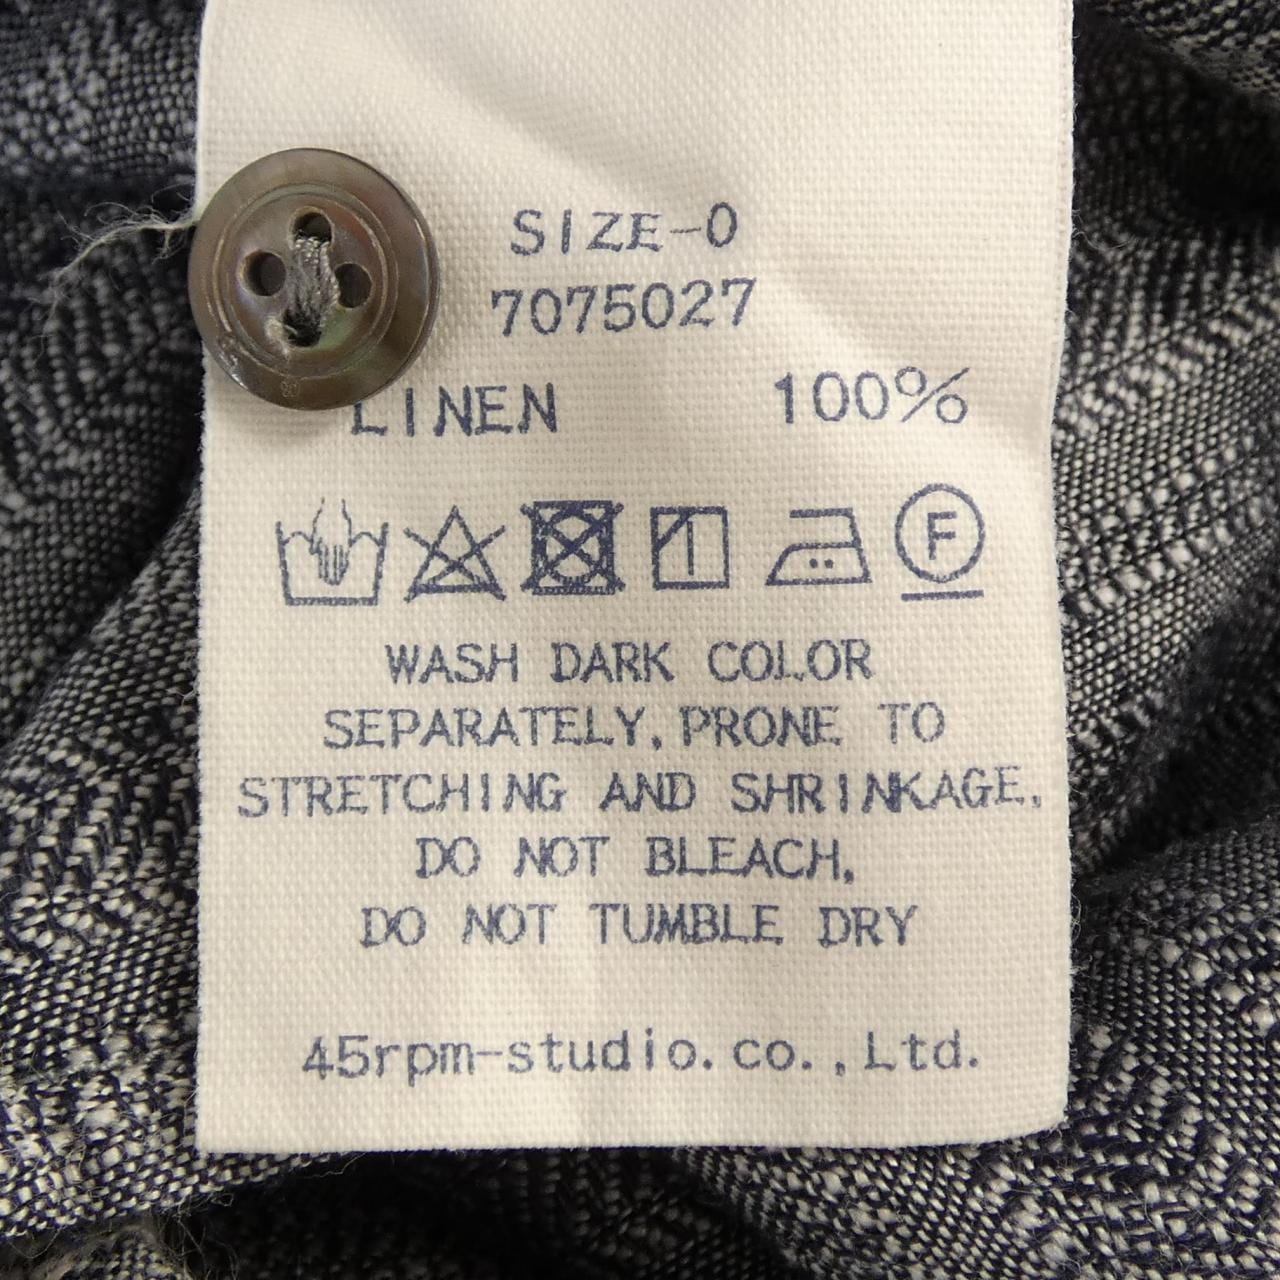 SIZE-0
7075027
LINEN 100%
F
WASH DARK COLOR
SEPARATELY, PRONE TO
STRETCHING AND SHRINKAGE.
DO NOT BLEACH.
DO NOT TUMBLE DRY
45rpm-studio.co.,Ltd.